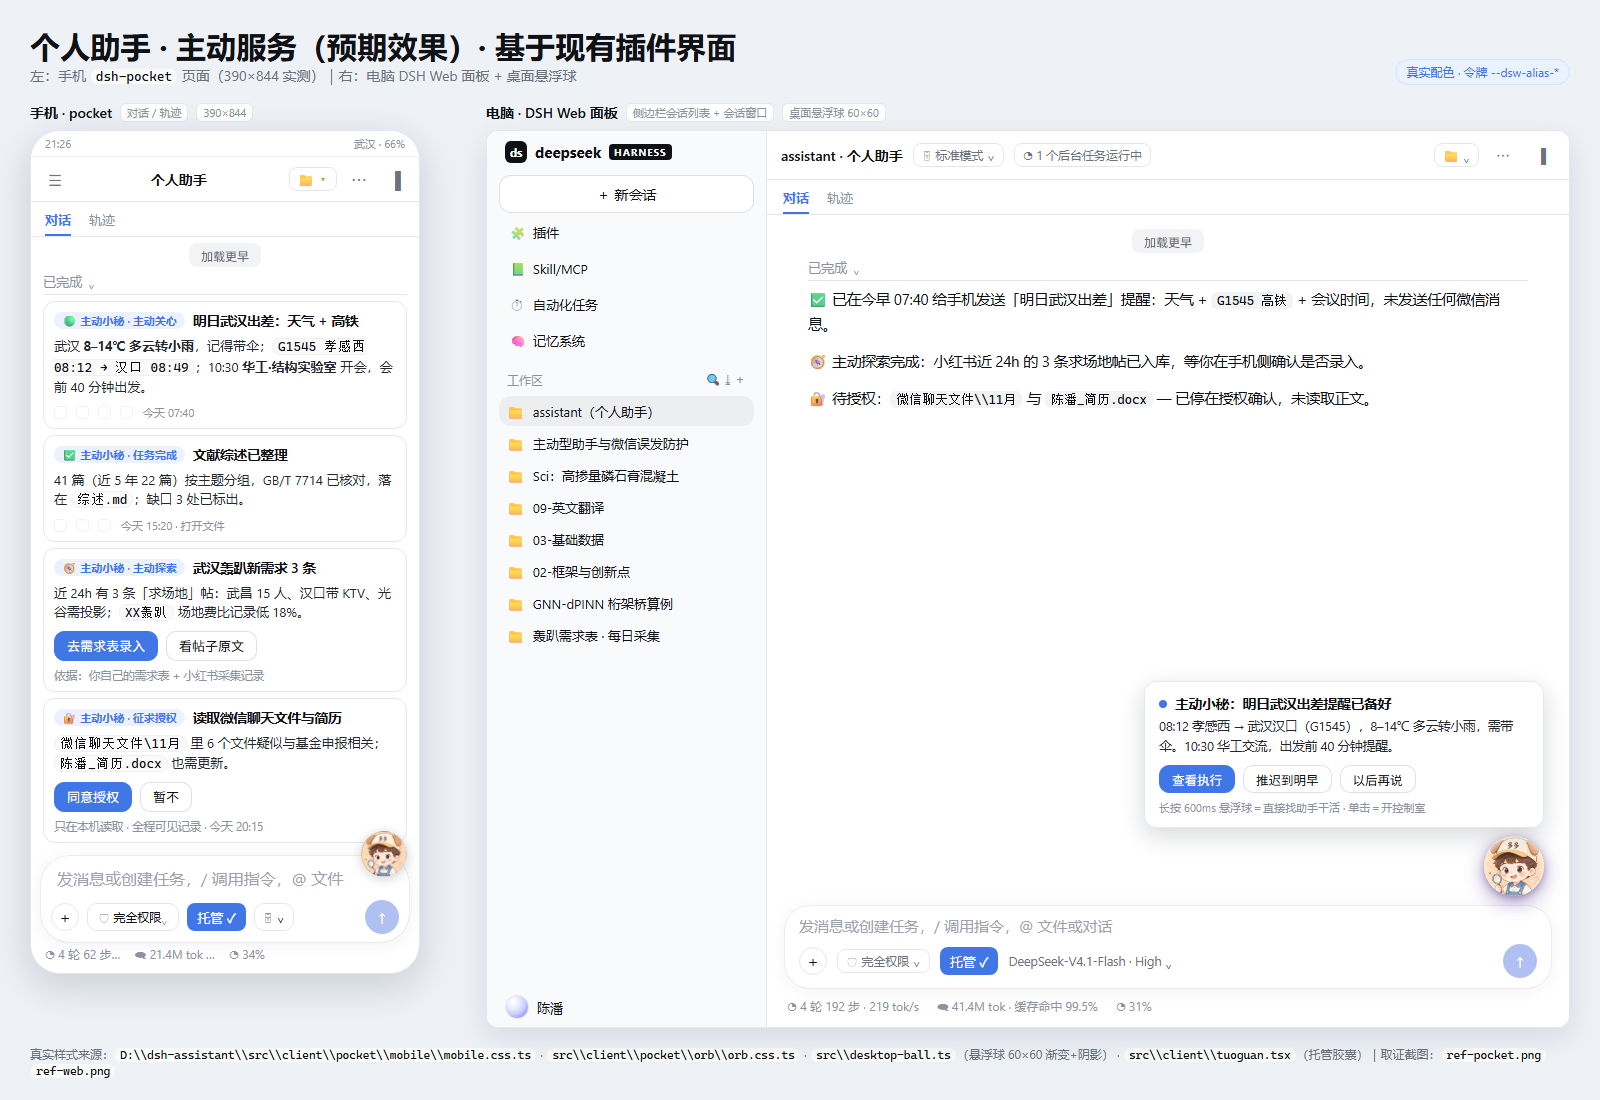 个人助手 · 主动服务（预期效果）· 基于现有插件界面
左：手机 dsh-pocket 页面（390×844 实测）｜右：电脑 DSH Web 面板 + 桌面悬浮球
真实配色 · 令牌 --dsw-alias-*
手机 · pocket 对话 / 轨迹 390×844
21:26 武汉 · 66%
个人助手
对话 轨迹
加载更早
已完成
主动小秘 · 主动关心 明日武汉出差：天气 + 高铁
武汉 8–14℃ 多云转小雨，记得带伞； G1545 孝感西
08:12 → 汉口 08:49 ；10:30 华工·结构实验室 开会，会
前 40 分钟出发。
今天 07:40
主动小秘 · 任务完成 文献综述已整理
41 篇（近 5 年 22 篇）按主题分组，GB/T 7714 已核对，落
在 综述.md ；缺口 3 处已标出。
今天 15:20 · 打开文件
主动小秘 · 主动探索 武汉轰趴新需求 3 条
近 24h 有 3 条「求场地」帖：武昌 15 人、汉口带 KTV、光
谷需投影； XX轰趴 场地费比记录低 18%。
去需求表录入 看帖子原文
依据：你自己的需求表 + 小红书采集记录
主动小秘 · 征求授权 读取微信聊天文件与简历
微信聊天文件\11月 里 6 个文件疑似与基金申报相关；
陈潘_简历.docx 也需更新。
同意授权 暂不
只在本机读取 · 全程可见记录 · 今天 20:15
发消息或创建任务，/ 调用指令，@ 文件
+ 完全权限 托管 ✓ ↑
4 轮 62 步... 21.4M tok ... 34%
电脑 · DSH Web 面板 侧边栏会话列表 + 会话窗口 桌面悬浮球 60×60
ds deepseek HARNESS
+ 新会话
插件
Skill/MCP
自动化任务
记忆系统
工作区
assistant（个人助手）
主动型助手与微信误发防护
Sci：高掺量磷石膏混凝土
09-英文翻译
03-基础数据
02-框架与创新点
GNN-dPINN 桁架桥算例
轰趴需求表 · 每日采集
陈潘
assistant · 个人助手 标准模式 1 个后台任务运行中
对话 轨迹
加载更早
已完成
✅ 已在今早 07:40 给手机发送「明日武汉出差」提醒：天气 + G1545 高铁 + 会议时间，未发送任何微信消
息。
主动探索完成：小红书近 24h 的 3 条求场地帖已入库，等你在手机侧确认是否录入。
待授权： 微信聊天文件\\11月 与 陈潘_简历.docx — 已停在授权确认，未读取正文。
主动小秘：明日武汉出差提醒已备好
08:12 孝感西 → 武汉汉口（G1545），8–14℃ 多云转小雨，需带
伞。10:30 华工交流，出发前 40 分钟提醒。
查看执行 推迟到明早 以后再说
长按 600ms 悬浮球 = 直接找助手干活 · 单击 = 开控制室
发消息或创建任务，/ 调用指令，@ 文件或对话
+ 完全权限 托管 ✓ DeepSeek-V4.1-Flash · High ↑
4 轮 192 步 · 219 tok/s 41.4M tok · 缓存命中 99.5% 31%
真实样式来源： D:\\dsh-assistant\\src\\client\\pocket\\mobile\\mobile.css.ts · src\\client\\pocket\\orb\\orb.css.ts · src\\desktop-ball.ts （悬浮球 60×60 渐变+阴影） · src\\client\\tuoguan.tsx （托管胶囊）｜取证截图： ref-pocket.png
ref-web.png